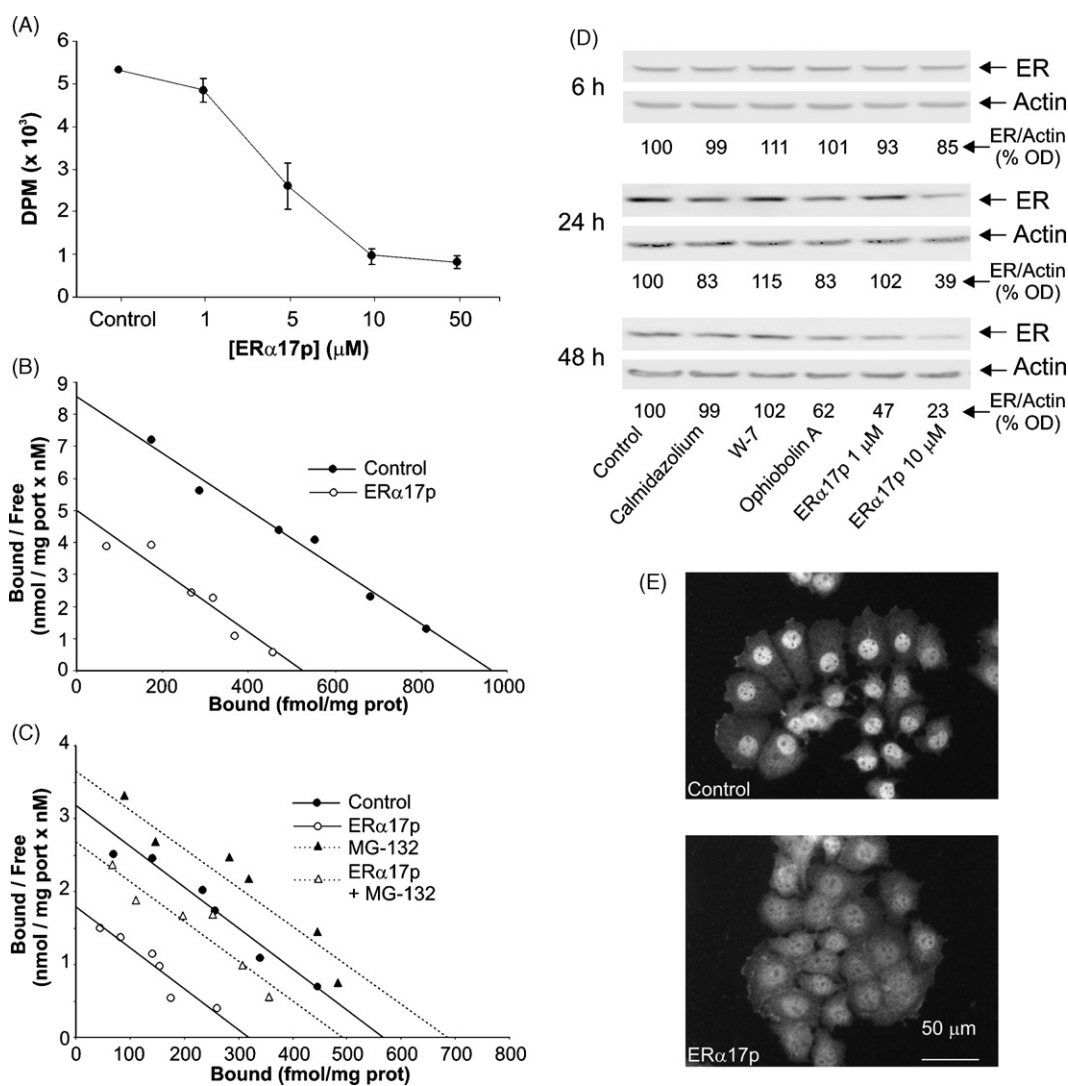 (A)
6
5
4
3
2
1
0
DPM (x 10³)
Control 1 5 10 50
[ERα17p] (μM)
(B)
9
8
7
6
5
4
3
2
1
0
Bound / Free
(nmol / mg port x nM)
Control
ERα17p
0 200 400 600 800 1000
Bound (fmol/mg prot)
(C)
4
3
2
1
0
Bound / Free
(nmol / mg port x nM)
Control
ERα17p
MG-132
ERα17p
+ MG-132
0 100 200 300 400 500 600 700 800
Bound (fmol/mg prot)
(D)
6 h
ER
Actin
100 99 111 101 93 85
ER/Actin
(% OD)
24 h
ER
Actin
100 83 115 83 102 39
ER/Actin
(% OD)
48 h
ER
Actin
100 99 102 62 47 23
ER/Actin
(% OD)
Control
Calmidazolium
W-7
Ophiobolin A
ERα17p 1 μM
ERα17p 10 μM
(E)
Control
ERα17p
50 μm